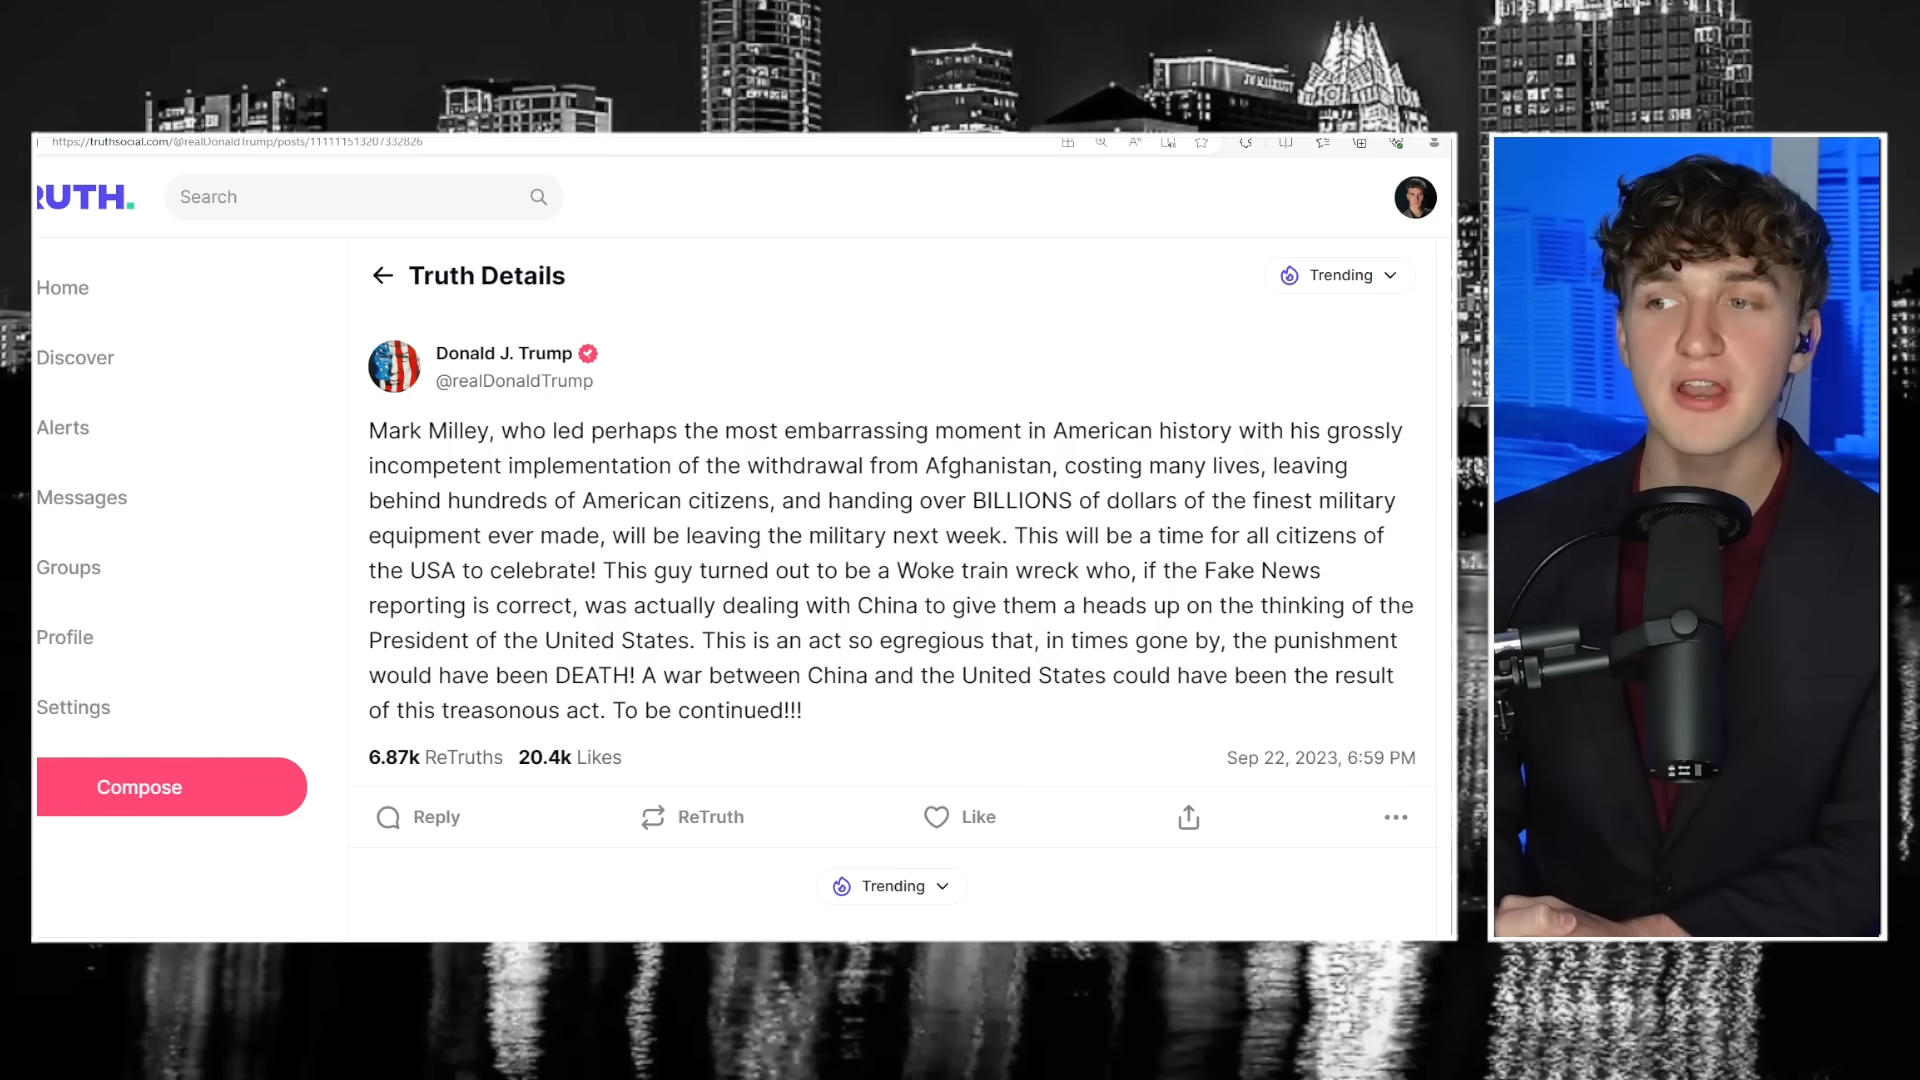 https://truthsocial.com/@realDonaldTrump/posts/111111513207332826
RUTH.
Search
Home
Discover
Alerts
Messages
Groups
Profile
Settings
Compose
Truth Details
Trending
Donald J. Trump
@realDonaldTrump
Mark Milley, who led perhaps the most embarrassing moment in American history with his grossly
incompetent implementation of the withdrawal from Afghanistan, costing many lives, leaving
behind hundreds of American citizens, and handing over BILLIONS of dollars of the finest military
equipment ever made, will be leaving the military next week. This will be a time for all citizens of
the USA to celebrate! This guy turned out to be a Woke train wreck who, if the Fake News
reporting is correct, was actually dealing with China to give them a heads up on the thinking of the
President of the United States. This is an act so egregious that, in times gone by, the punishment
would have been DEATH! A war between China and the United States could have been the result
of this treasonous act. To be continued!!!
6.87k ReTruths 20.4k Likes Sep 22, 2023, 6:59 PM
Reply ReTruth Like
Trending